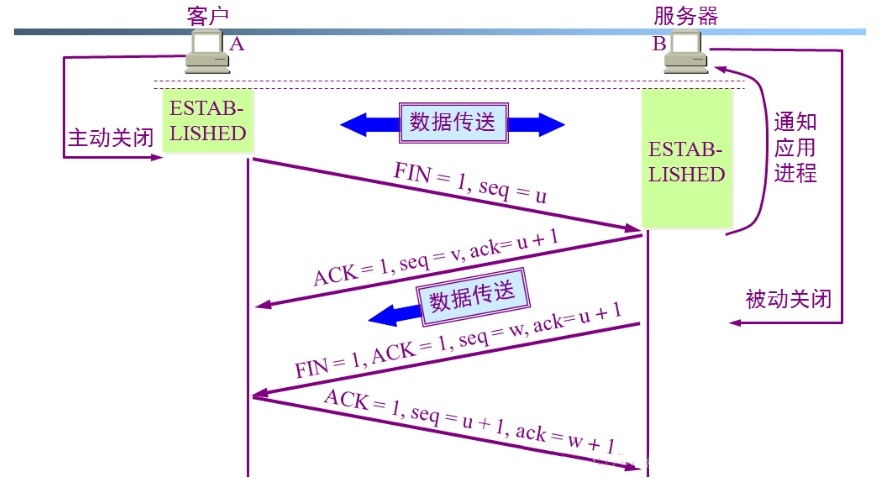 客户
服务器
A
B
ESTAB-
LISHED
数据传送
主动关闭
ESTAB-
LISHED
通知
应用
进程
FIN = 1, seq = u
ACK = 1, seq = v, ack= u + 1
数据传送
被动关闭
FIN = 1, ACK = 1, seq = w, ack= u + 1
ACK = 1, seq = u + 1, ack = w + 1